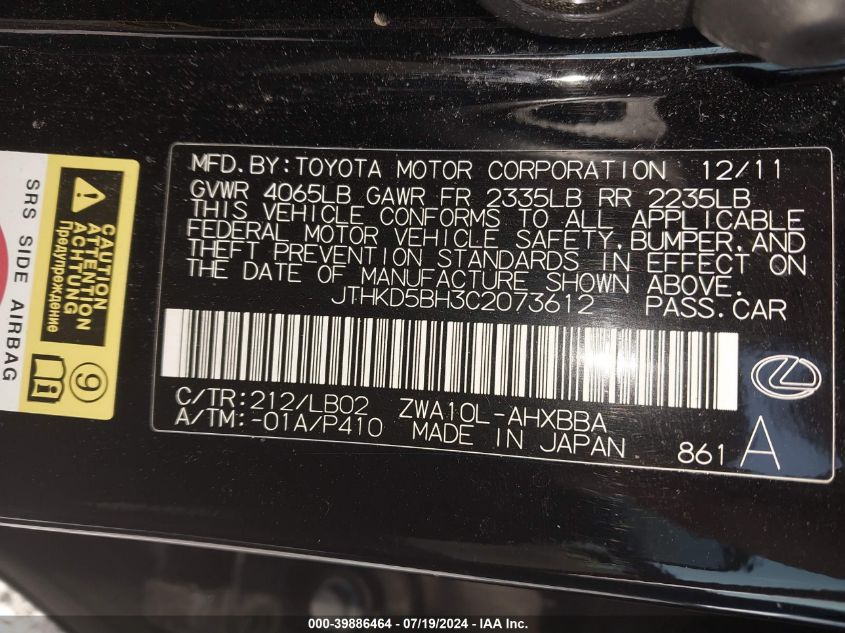 MFD.BY:TOYOTA MOTOR CORPORATION 12/11
GVWR 4065LB GAWR FR 2335LB RR 2235LB
THIS VEHICLE CONFORMS TO ALL APPLICABLE
FEDERAL MOTOR VEHICLE SAFETY,BUMPER,AND
THEFT PREVENTION STANDARDS IN EFFECT ON
THE DATE OF MANUFACTURE SHOWN ABOVE.
JTHKD5BH3C2073612 PASS.CAR
C/TR:212/LB02 ZWA10L-AHXBBA
A/TM:-01A/P410 MADE IN JAPAN
861 A
CAUTION
ATTENTION
ACHTUNG
Предупреждение
SRS SIDE AIRBAG
9
000-39886464 - 07/19/2024 - IAA Inc.